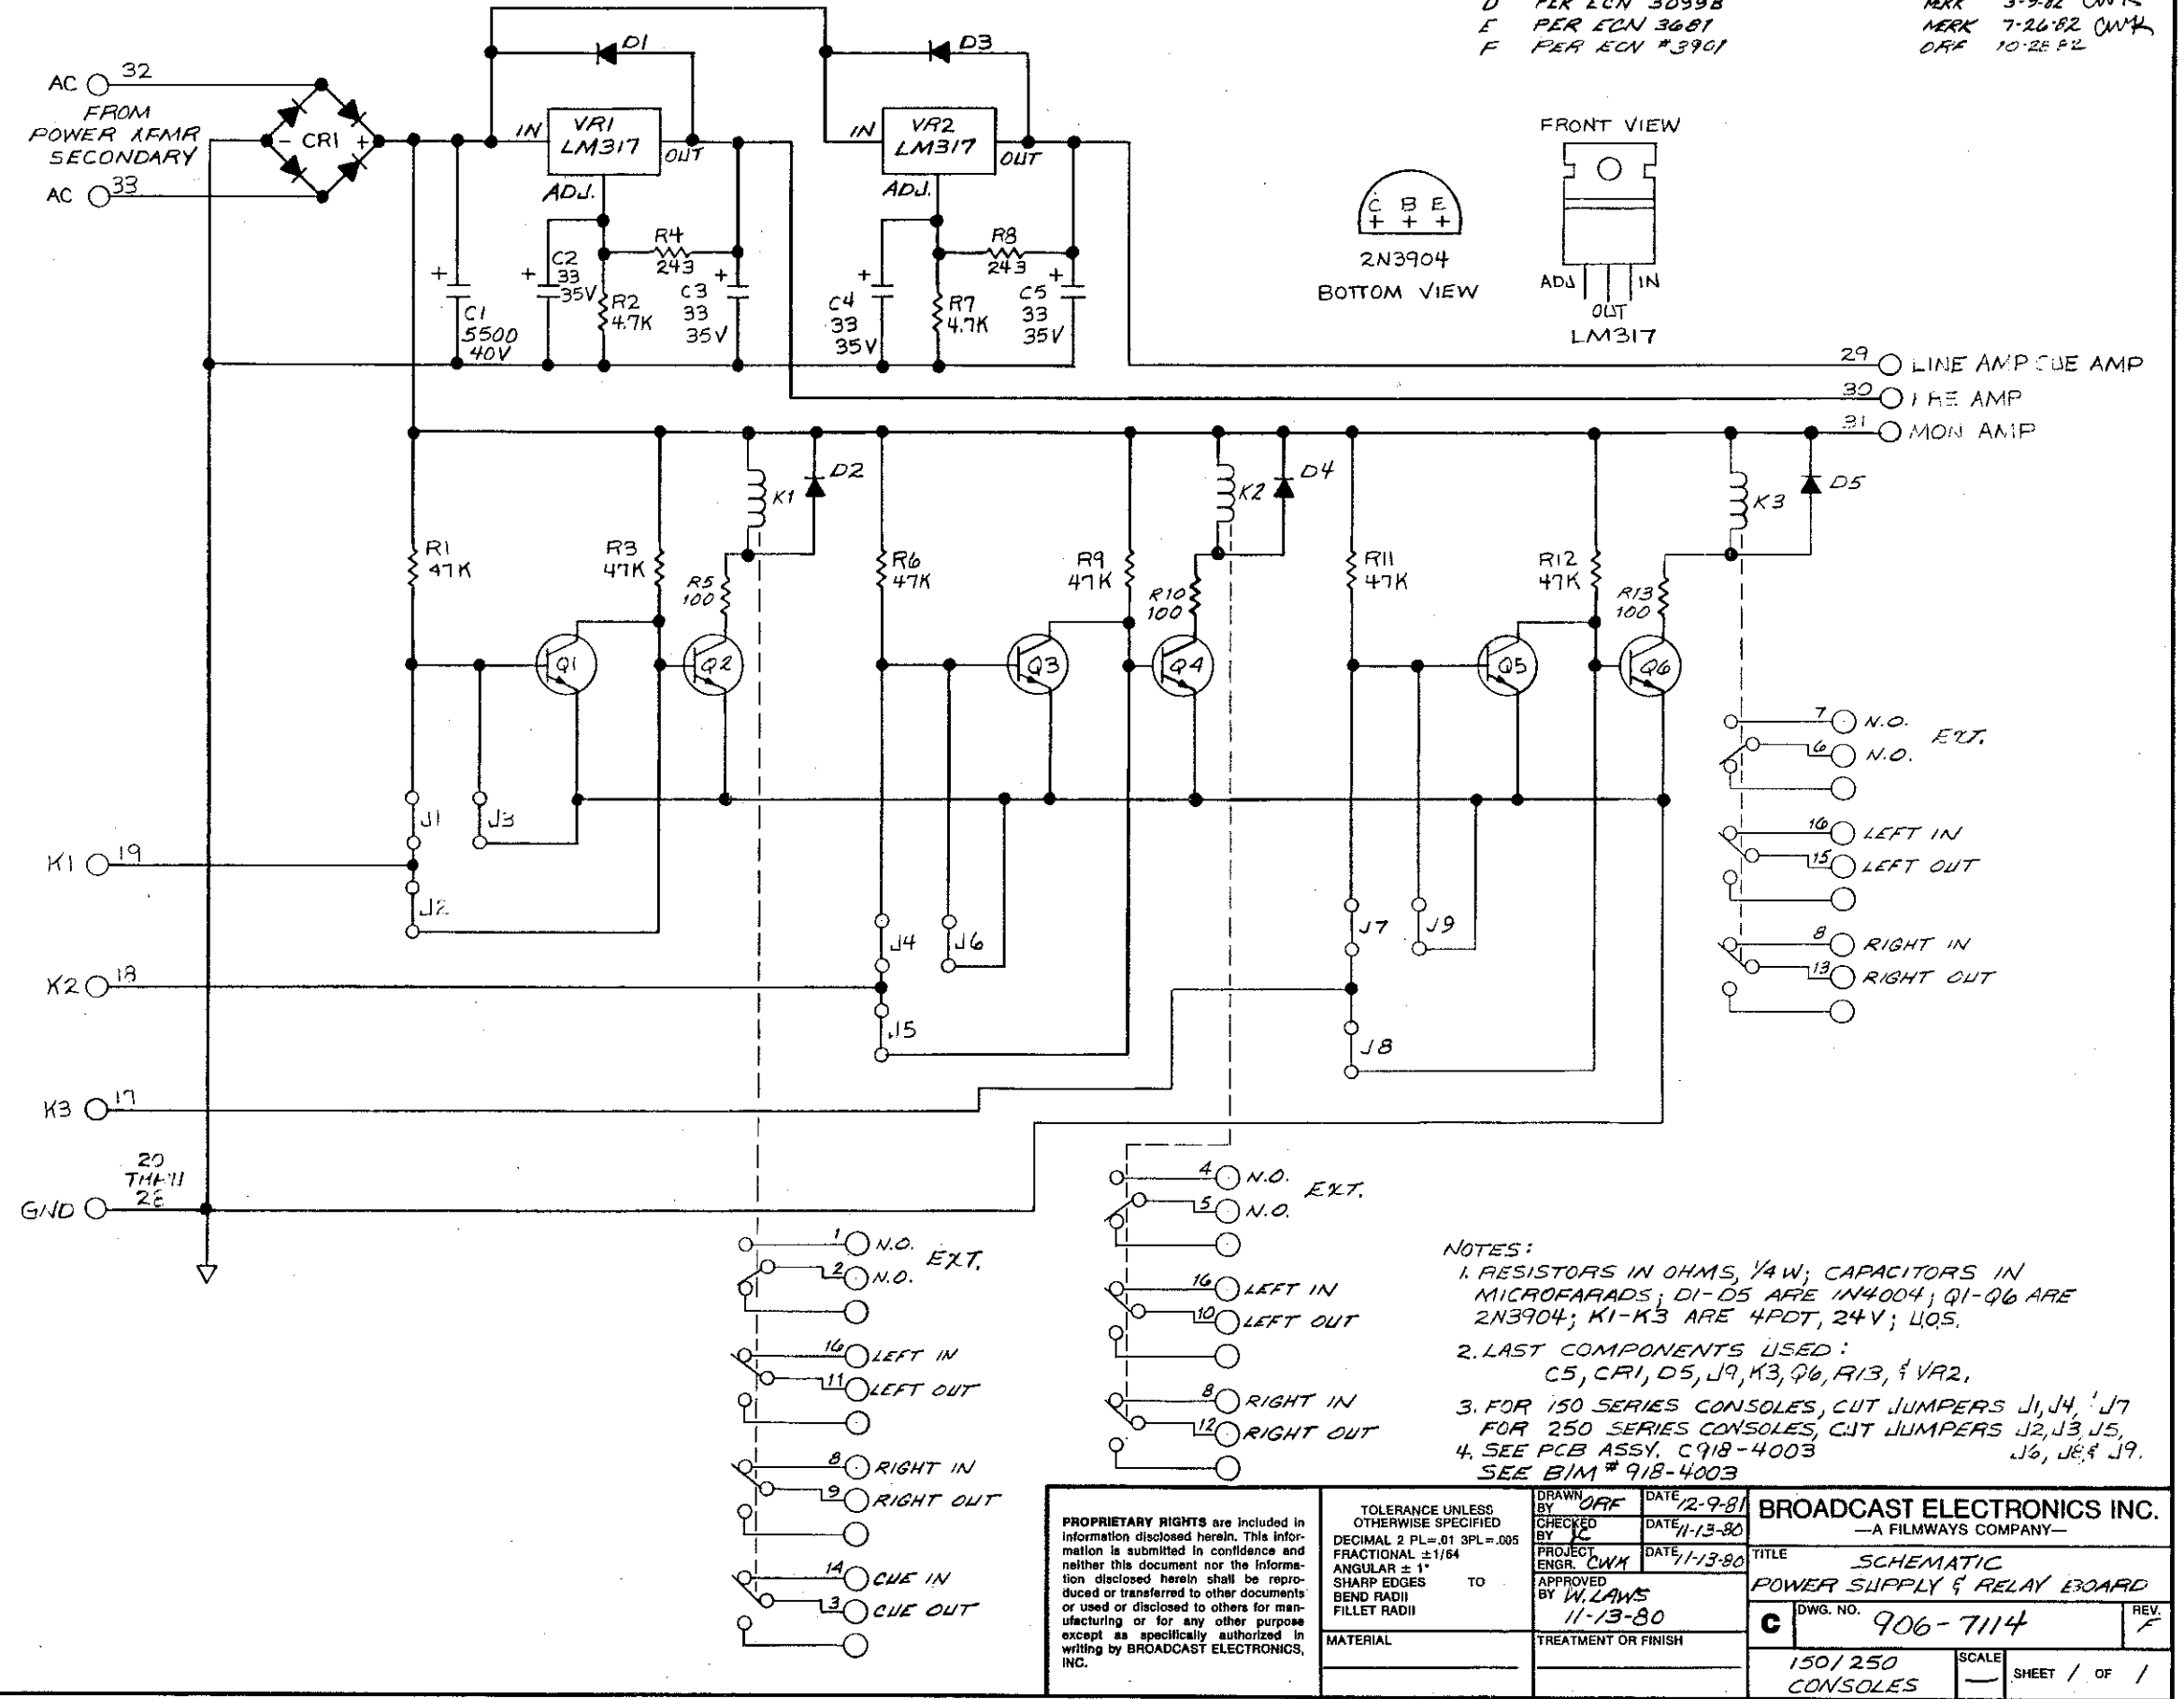 D PER ECN 3099B MERK 3-9-82 CWK
E PER ECN 3681 MERK 7-26-82 CWK
F PER ECN #3901 ORF
AC 32
FROM
POWER XFMR
SECONDARY
AC 33
- CR1 +
D1
IN VR1 OUT
LM317
ADJ.
D3
IN VR2 OUT
LM317
ADJ.
+ C1
5500
40V
+ C2
33
35V
R4
243
R2
4.7K
+ C3
33
35V
+ C4
33
35V
R8
243
R7
4.7K
+ C5
33
35V
C B E
+ + +
2N3904
BOTTOM VIEW
FRONT VIEW
ADJ IN
OUT
LM317
29 LINE AMP CUE AMP
30 AMP
31 MON AMP
K1 D2
K2 D4
K3 D5
R1
47K
R3
47K
R5
100
R6
47K
R9
47K
R10
100
R11
47K
R12
47K
R13
100
Q1
Q2
Q3
Q4
Q5
Q6
J1
J3
J2
J4
J6
J5
J7
J9
J8
K1 19
K2 18
K3 17
20
THRU
28
GND
7 N.O.
6 N.O.
EXT.
16 LEFT IN
15 LEFT OUT
8 RIGHT IN
13 RIGHT OUT
4 N.O.
5 N.O.
EXT.
16 LEFT IN
10 LEFT OUT
8 RIGHT IN
12 RIGHT OUT
1 N.O.
2 N.O.
EXT.
16 LEFT IN
11 LEFT OUT
8 RIGHT IN
9 RIGHT OUT
14 CUE IN
3 CUE OUT
NOTES:
1. RESISTORS IN OHMS, 1/4 W; CAPACITORS IN
MICROFARADS; D1-D5 ARE 1N4004; Q1-Q6 ARE
2N3904; K1-K3 ARE 4PDT, 24V; U.O.S.
2. LAST COMPONENTS USED:
C5, CR1, D5, J9, K3, Q6, R13, & VR2.
3. FOR 150 SERIES CONSOLES, CUT JUMPERS J1, J4, & J7
FOR 250 SERIES CONSOLES, CUT JUMPERS J2, J3, J5,
J6, J8 & J9.
4. SEE PCB ASSY. C918-4003
SEE B/M # 918-4003
PROPRIETARY RIGHTS are included in
information disclosed herein. This infor-
mation is submitted in confidence and
neither this document nor the informa-
tion disclosed herein shall be repro-
duced or transferred to other documents
or used or disclosed to others for man-
ufacturing or for any other purpose
except as specifically authorized in
writing by BROADCAST ELECTRONICS,
INC.
TOLERANCE UNLESS
OTHERWISE SPECIFIED
DECIMAL 2 PL=.01 3PL=.005
FRACTIONAL ±1/64
ANGULAR ± 1°
SHARP EDGES TO
BEND RADII
FILLET RADII
MATERIAL
DRAWN BY ORF DATE 12-9-81
CHECKED BY JC DATE 11-13-80
PROJECT ENGR. CWK DATE 11-13-80
APPROVED BY W. LAWS
11-13-80
TREATMENT OR FINISH
BROADCAST ELECTRONICS INC.
—A FILMWAYS COMPANY—
TITLE SCHEMATIC
POWER SUPPLY & RELAY BOARD
C DWG. NO. 906-7114 REV. F
150/250
CONSOLES
SCALE —
SHEET 1 OF 1